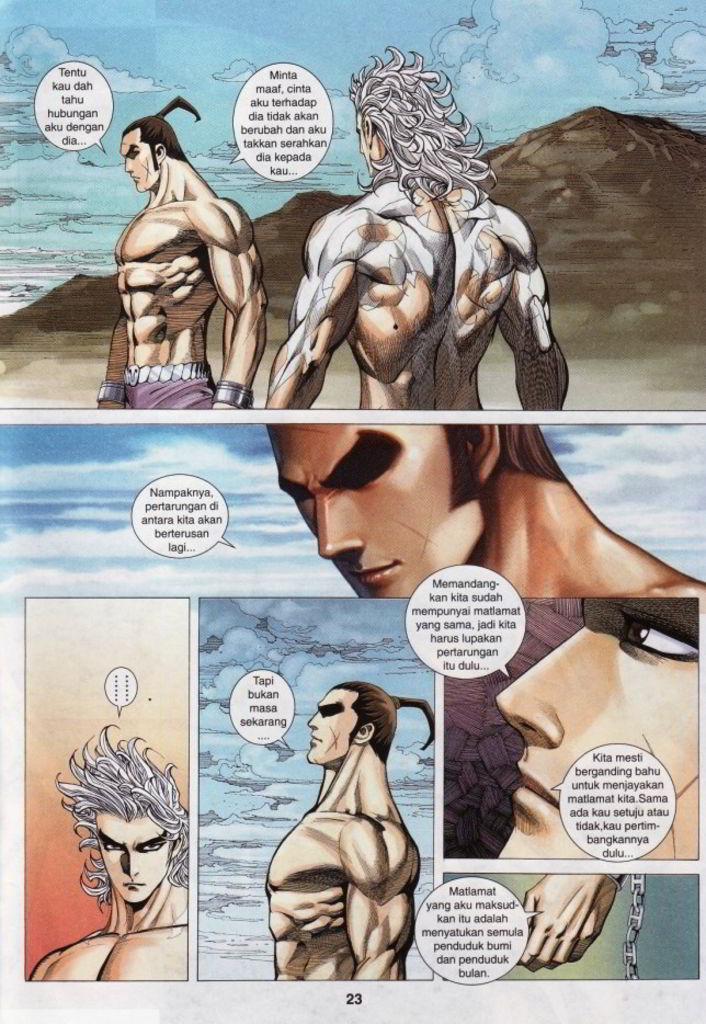 Tentu
kau dah
tahu
hubungan
aku dengan
dia...
Minta
maaf, cinta
aku terhadap
dia tidak akan
berubah dan aku
takkan serahkan
dia kepada
kau...
Nampaknya,
pertarungan di
antara kita akan
berterusan
lagi...
Memandang-
kan kita sudah
mempunyai matlamat
yang sama, jadi kita
harus lupakan
pertarungan
itu dulu...
Tapi
bukan
masa
sekarang
....
Kita mesti
berganding bahu
untuk menjayakan
matlamat kita.Sama
ada kau setuju atau
tidak,kau pertim-
bangkannya
dulu...
Matlamat
yang aku maksud-
kan itu adalah
menyatukan semula
penduduk bumi
dan penduduk
bulan.
23